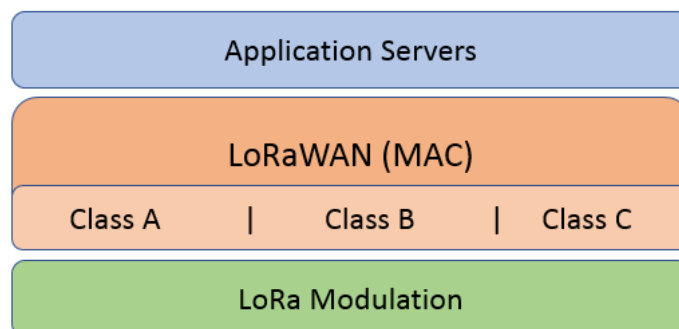 Application Servers
LoRaWAN (MAC)
Class A | Class B | Class C
LoRa Modulation